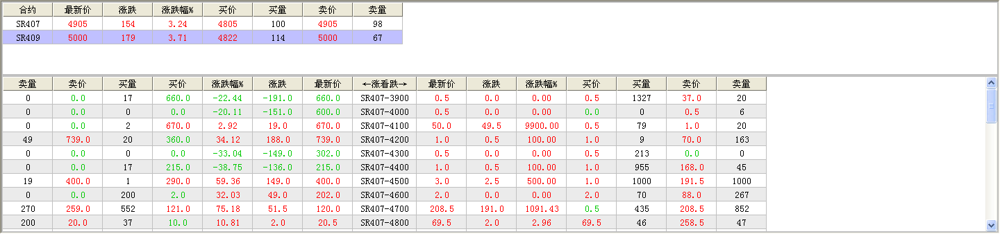 合约 最新价 涨跌 涨跌幅% 买价 买量 卖价 卖量
SR407 4905 154 3.24 4805 100 4905 98
SR409 5000 179 3.71 4822 114 5000 67
卖量 卖价 买量 买价 涨跌幅% 涨跌 最新价 ←涨看跌→ 最新价 涨跌 涨跌幅% 买价 买量 卖价 卖量
0 0.0 17 660.0 -22.44 -191.0 660.0 SR407-3900 0.5 0.0 0.00 0.5 1327 37.0 20
0 0.0 0 0.0 -20.11 -151.0 600.0 SR407-4000 0.5 0.0 0.00 0.0 0 0.5 6
0 0.0 2 670.0 2.92 19.0 670.0 SR407-4100 50.0 49.5 9900.00 0.5 79 1.0 20
49 739.0 20 360.0 34.12 188.0 739.0 SR407-4200 1.0 0.5 100.00 1.0 9 70.0 163
0 0.0 0 0.0 -33.04 -149.0 302.0 SR407-4300 0.5 0.0 0.00 0.5 213 0.0 0
0 0.0 17 215.0 -38.75 -136.0 215.0 SR407-4400 1.0 0.5 100.00 1.0 955 168.0 45
19 400.0 1 290.0 59.36 149.0 400.0 SR407-4500 3.0 2.5 500.00 1.0 1000 191.5 1000
0 0.0 200 2.0 32.03 49.0 202.0 SR407-4600 2.0 0.0 0.00 2.0 70 88.0 267
270 259.0 552 121.0 75.18 51.5 120.0 SR407-4700 208.5 191.0 1091.43 0.5 435 208.5 852
200 20.0 37 10.0 10.81 2.0 20.5 SR407-4800 69.5 2.0 2.96 69.5 46 258.5 47